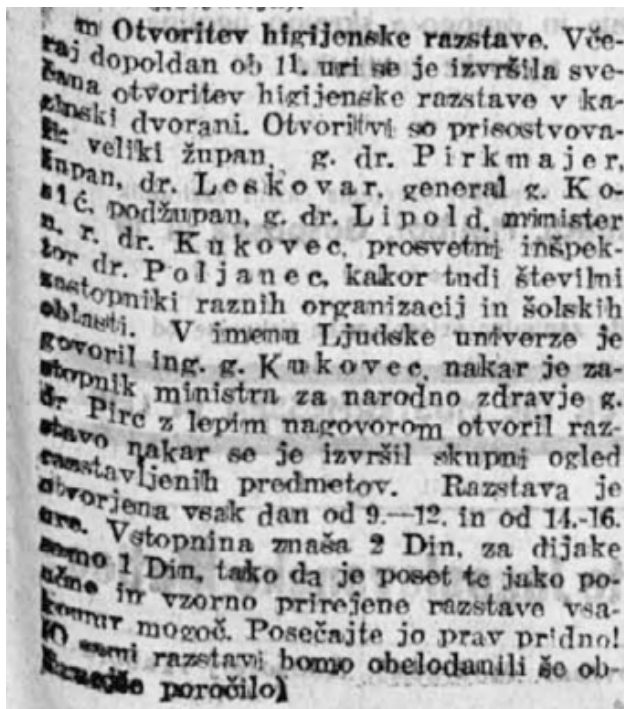 m Otvoritev higijenske razstave. Vče-
raj dopoldan ob 11. uri se je izvršila sve-
čana otvoritev higijenske razstave v ka-
zinski dvorani. Otvoritvi so prisostvova-
li: veliki župan, g. dr. Pirkmajer,
župan, dr. Leskovar, general g. Ko-
sić, podžupan, g. dr. Lipold, minister
n. r. dr. Kukovec, prosvetni inšpek-
tor dr. Poljanec, kakor tudi številni
zastopniki raznih organizacij in šolskih
oblasti. V imenu Ljudske univerze je
govoril ing. g. Kukovec, nakar je za-
stopnik ministra za narodno zdravje g.
dr. Pirc z lepim nagovorom otvoril raz-
stavo nakar se je izvršil skupni ogled
razstavljenih predmetov. Razstava je
otvorjena vsak dan od 9.—12. in od 14.-16.
ure. Vstopnina znaša 2 Din, za dijake
samo 1 Din, tako da je poset te jako po-
učne in vzorno prirejene razstave vsa-
komur mogoč. Posečajte jo prav pridno!
(O sami razstavi bomo obelodanili še ob-
poročilo)